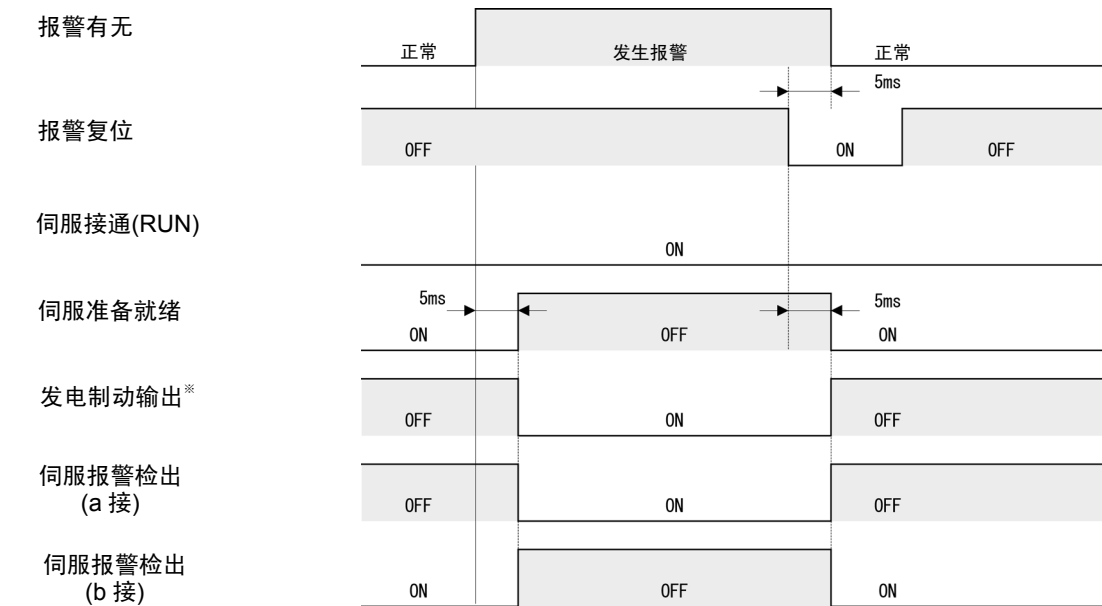 报警有无
正常 发生报警 正常
5ms
报警复位
OFF ON OFF
伺服接通(RUN)
ON
伺服准备就绪
5ms 5ms
ON OFF ON
发电制动输出※
OFF ON OFF
伺服报警检出
(a 接)
OFF ON OFF
伺服报警检出
(b 接)
ON OFF ON